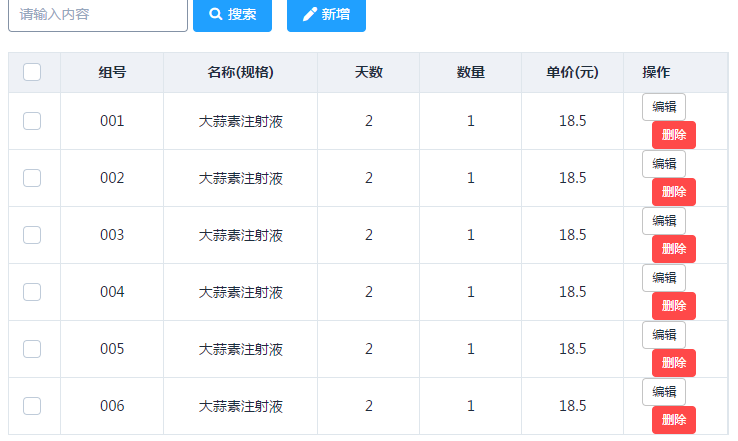 请输入内容 搜索 新增
组号 名称(规格) 天数 数量 单价(元) 操作
001 大蒜素注射液 2 1 18.5 编辑 删除
002 大蒜素注射液 2 1 18.5 编辑 删除
003 大蒜素注射液 2 1 18.5 编辑 删除
004 大蒜素注射液 2 1 18.5 编辑 删除
005 大蒜素注射液 2 1 18.5 编辑 删除
006 大蒜素注射液 2 1 18.5 编辑 删除